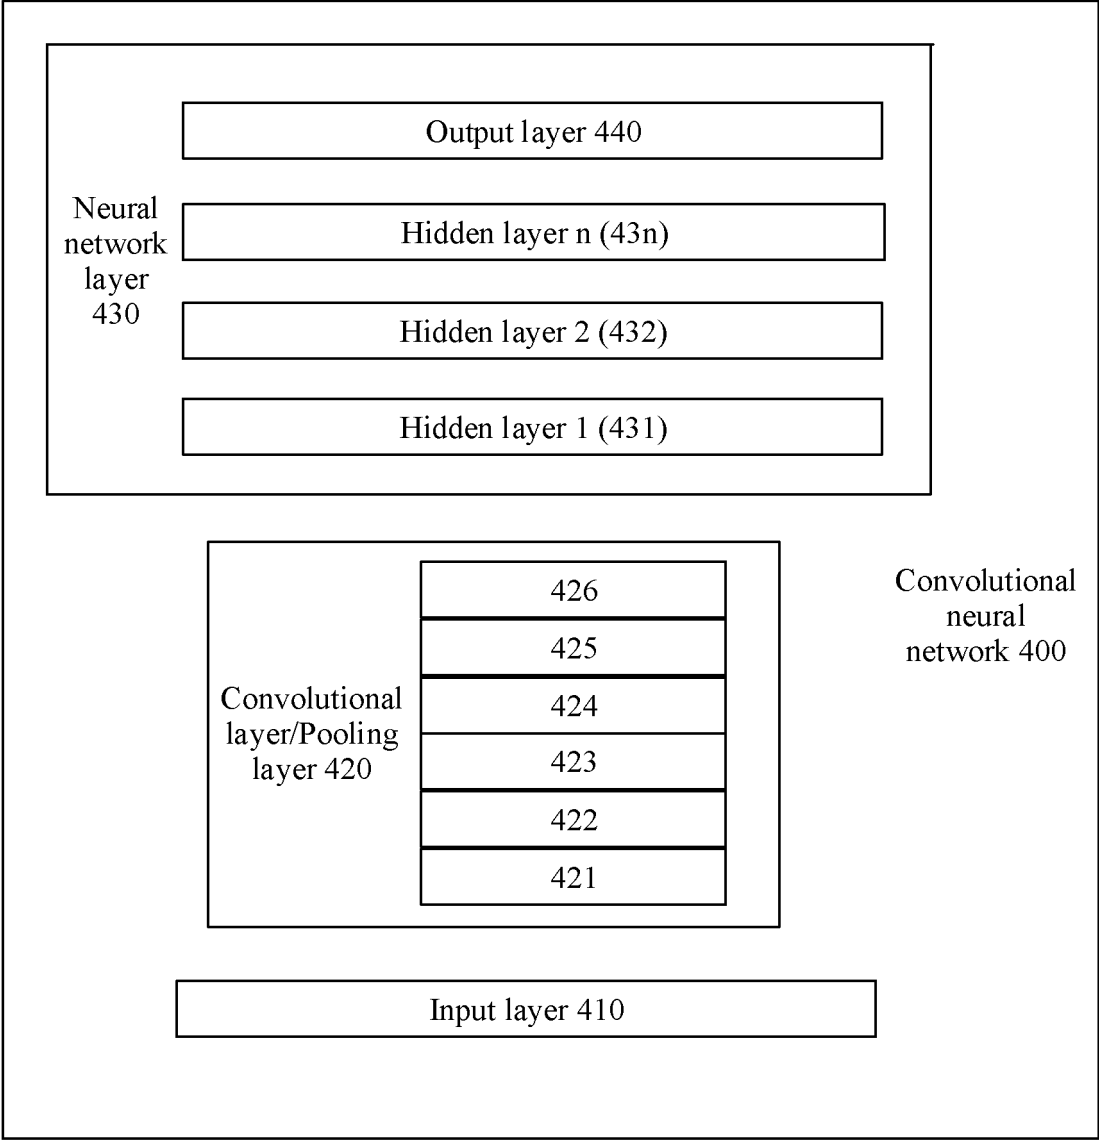 Output layer 440
Neural
network
layer
430
Hidden layer n (43n)
Hidden layer 2 (432)
Hidden layer 1 (431)
Convolutional
neural
network 400
Convolutional
layer/Pooling
layer 420
426
425
424
423
422
421
Input layer 410